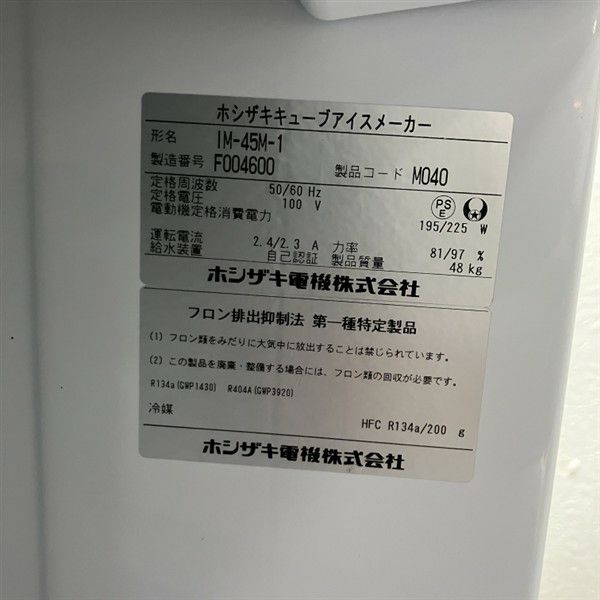 ホシザキキューブアイスメーカー
形名 IM-45M-1
製造番号 F004600 製品コード M040
定格周波数 50/60 Hz
定格電圧 100 V
PSE
電動機定格消費電力 195/225 W
運転電流 2.4/2.3 A 力率 81/97 %
給水装置 自己認証 製品質量 48 kg
ホシザキ電機株式会社
フロン排出抑制法 第一種特定製品
(1) フロン類をみだりに大気中に放出することは禁じられています。
(2) この製品を廃棄・整備する場合には、フロン類の回収が必要です。
R134a(GWP1430) R404A(GWP3920)
冷媒 HFC R134a/200 g
ホシザキ電機株式会社